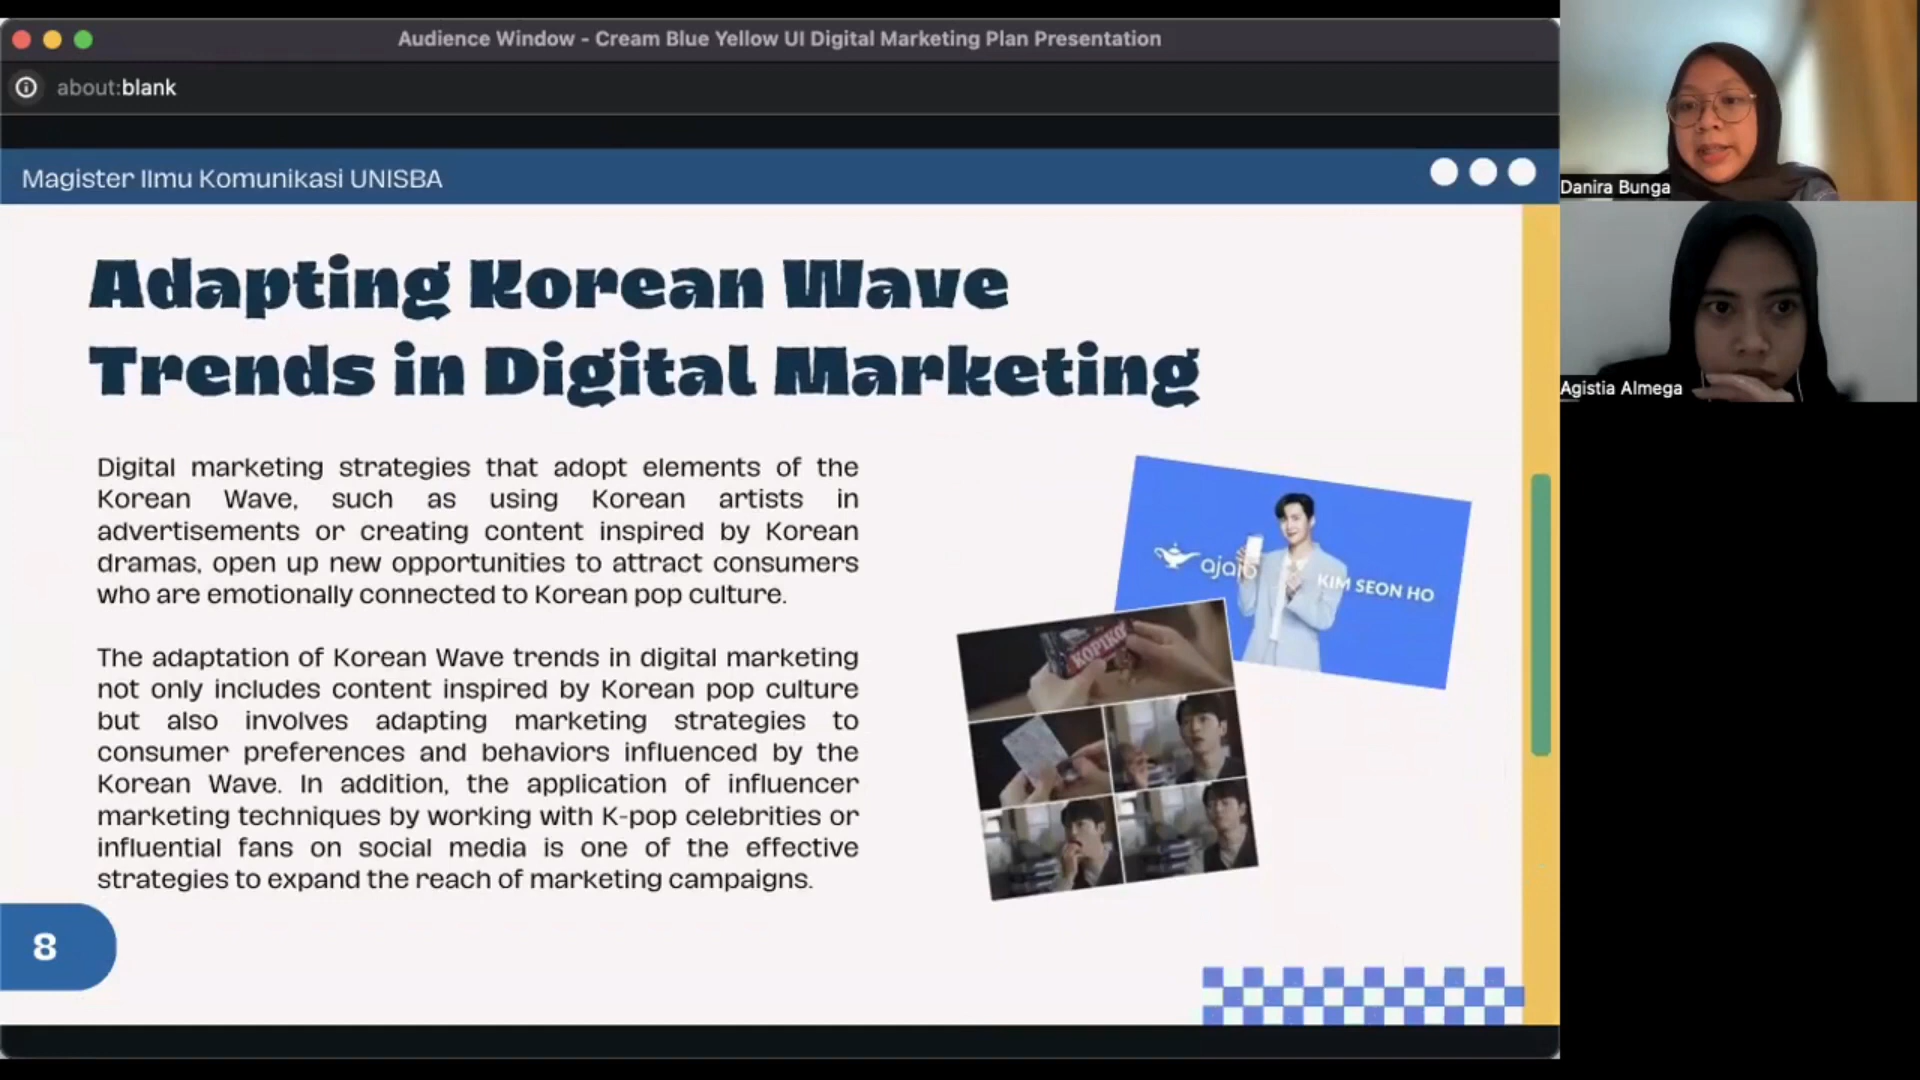 Audience Window - Cream Blue Yellow UI Digital Marketing Plan Presentation
about:blank
Magister Ilmu Komunikasi UNISBA
Adapting Korean Wave
Trends in Digital Marketing
Digital marketing strategies that adopt elements of the
Korean Wave, such as using Korean artists in
advertisements or creating content inspired by Korean
dramas, open up new opportunities to attract consumers
who are emotionally connected to Korean pop culture.
The adaptation of Korean Wave trends in digital marketing
not only includes content inspired by Korean pop culture
but also involves adapting marketing strategies to
consumer preferences and behaviors influenced by the
Korean Wave. In addition, the application of influencer
marketing techniques by working with K-pop celebrities or
influential fans on social media is one of the effective
strategies to expand the reach of marketing campaigns.
ajaib
KIM SEON HO
KOPIKO
8
Danira Bunga
Agistia Almega